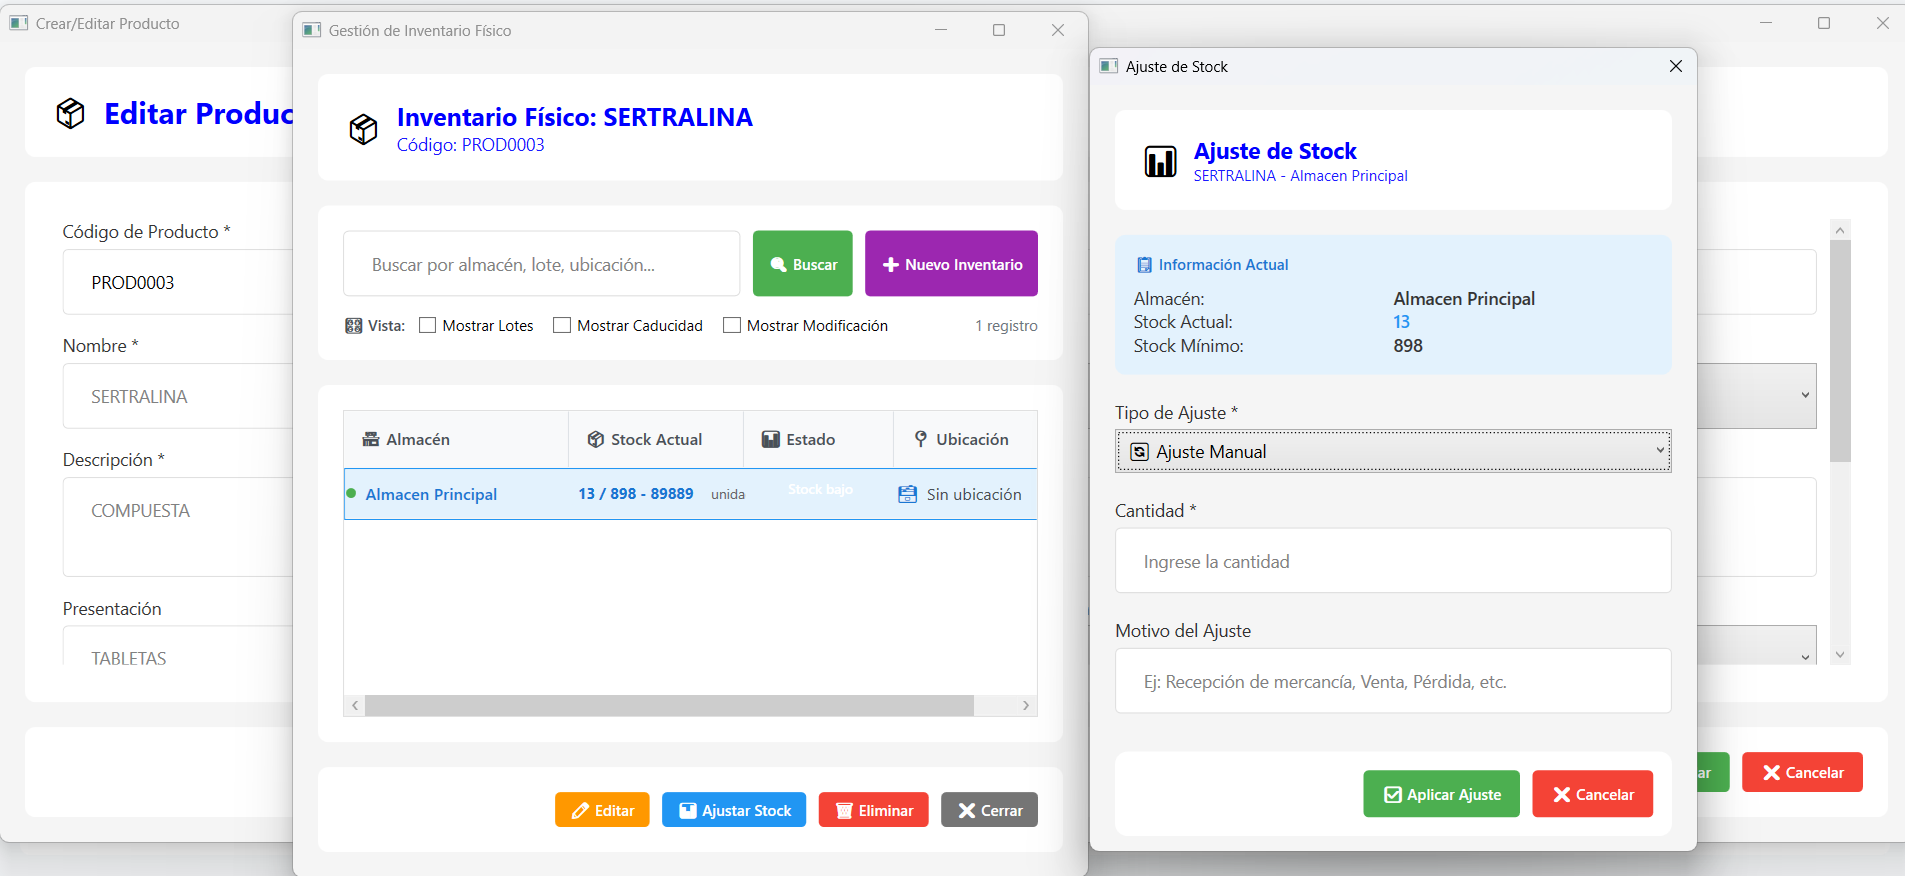 Crear/Editar Producto
Editar Produc
Código de Producto *
PROD0003
Nombre *
SERTRALINA
Descripción *
COMPUESTA
Presentación
TABLETAS
Gestión de Inventario Físico
Inventario Físico: SERTRALINA
Código: PROD0003
Buscar por almacén, lote, ubicación...
Buscar
Nuevo Inventario
Vista:
Mostrar Lotes
Mostrar Caducidad
Mostrar Modificación
1 registro
Almacén
Stock Actual
Estado
Ubicación
Almacen Principal
13 / 898 - 89889
unida
Stock bajo
Sin ubicación
Editar
Ajustar Stock
Eliminar
Cerrar
Ajuste de Stock
Ajuste de Stock
SERTRALINA - Almacen Principal
Información Actual
Almacén:
Almacen Principal
Stock Actual:
13
Stock Mínimo:
898
Tipo de Ajuste *
Ajuste Manual
Cantidad *
Ingrese la cantidad
Motivo del Ajuste
Ej: Recepción de mercancía, Venta, Pérdida, etc.
Aplicar Ajuste
Cancelar
ar
Cancelar